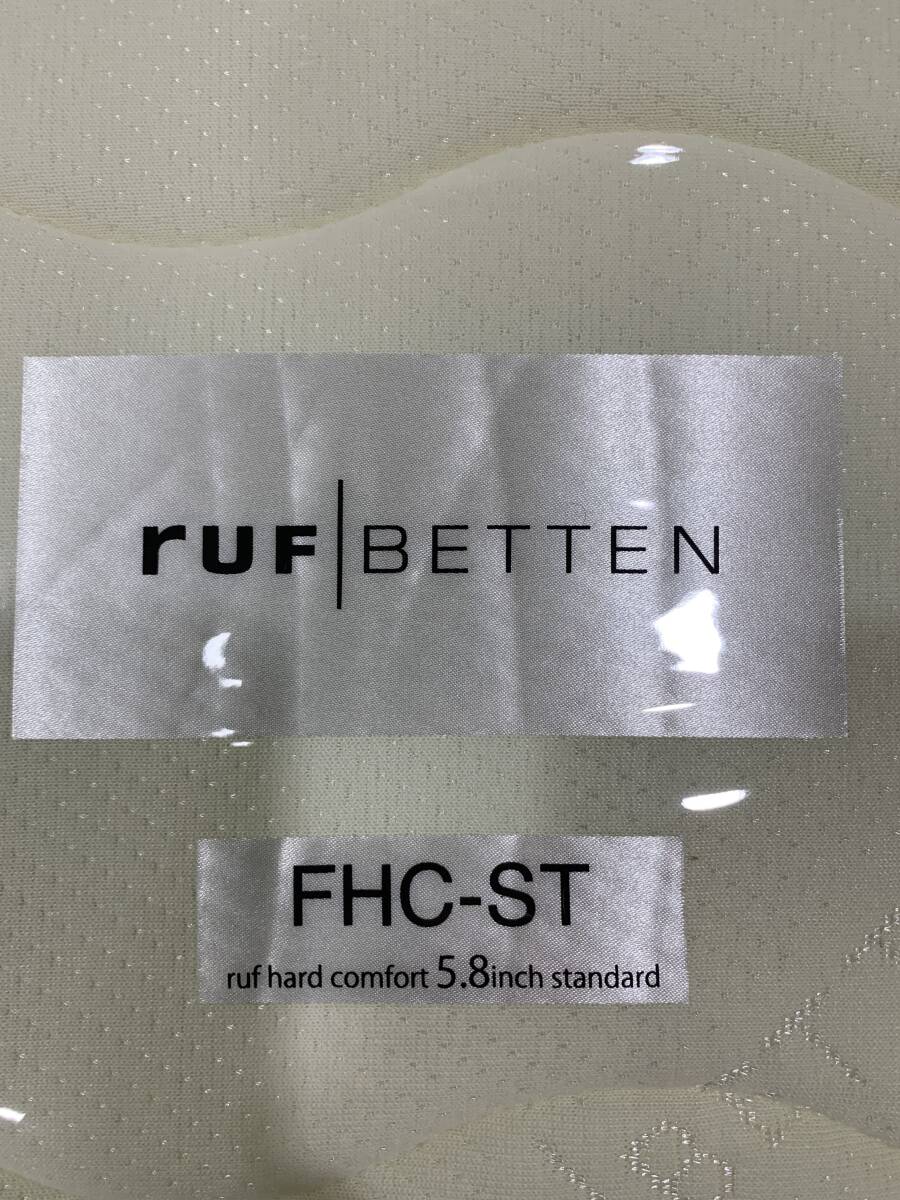 ruf BETTEN
FHC-ST
ruf hard comfort 5.8inch standard